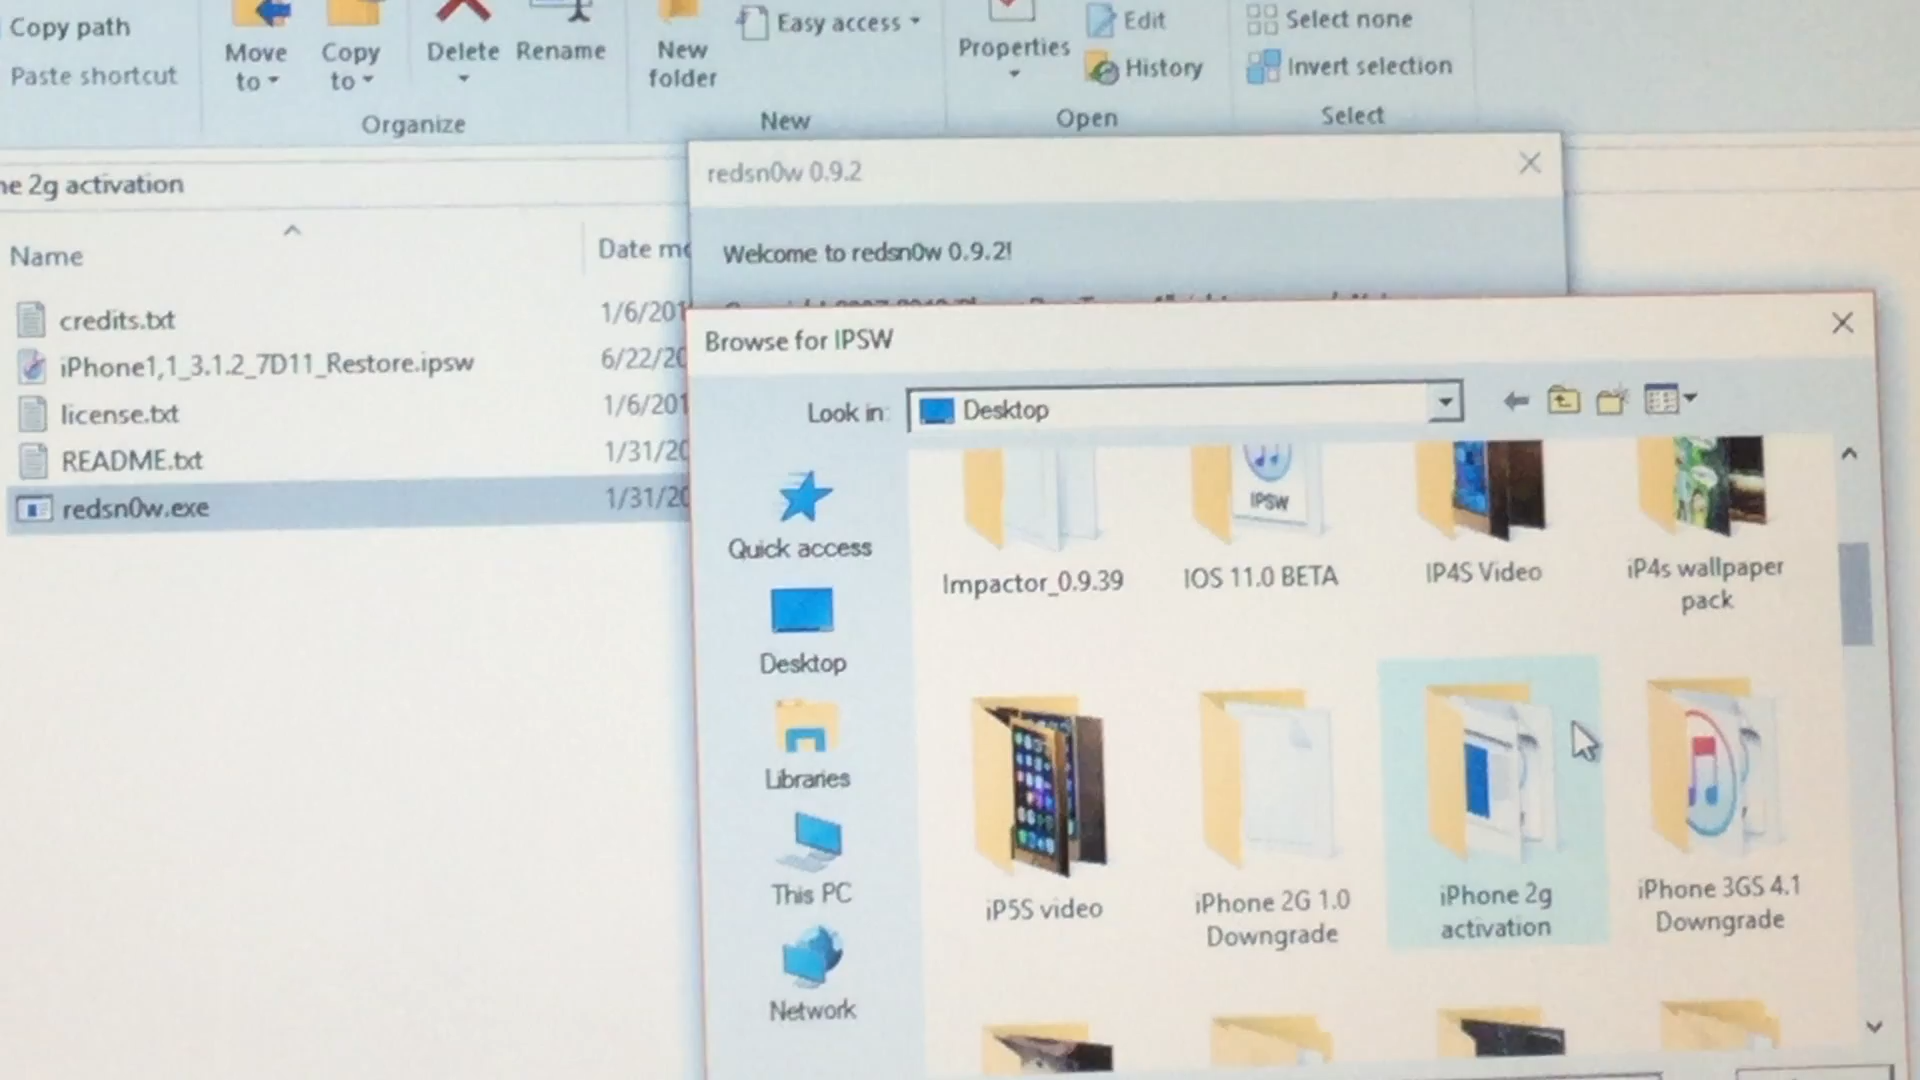 Copy path
Paste shortcut
Move to
Copy to
Delete
Rename
New folder
Easy access
Properties
Edit
History
Select none
Invert selection
Organize
New
Open
Select
ne 2g activation
Name
Date mo
credits.txt
1/6/201
iPhone1,1_3.1.2_7D11_Restore.ipsw
6/22/20
license.txt
1/6/201
README.txt
1/31/20
redsn0w.exe
1/31/20
redsn0w 0.9.2
Welcome to redsn0w 0.9.2!
Browse for IPSW
Look in:
Desktop
Quick access
Desktop
Libraries
This PC
Network
IPSW
Impactor_0.9.39
IOS 11.0 BETA
IP4S Video
iP4s wallpaper
pack
iP5S video
iPhone 2G 1.0
Downgrade
iPhone 2g
activation
iPhone 3GS 4.1
Downgrade